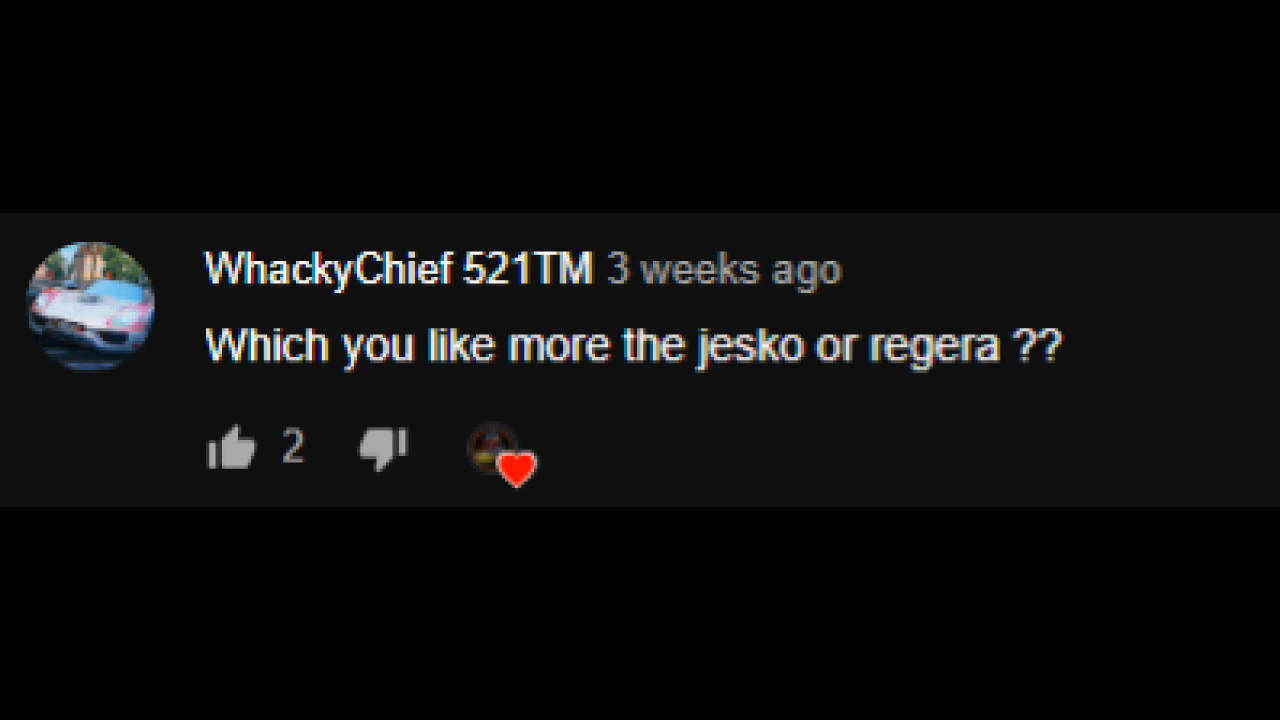 WhackyChief 521TM 3 weeks ago
Which you like more the jesko or regera ??
2